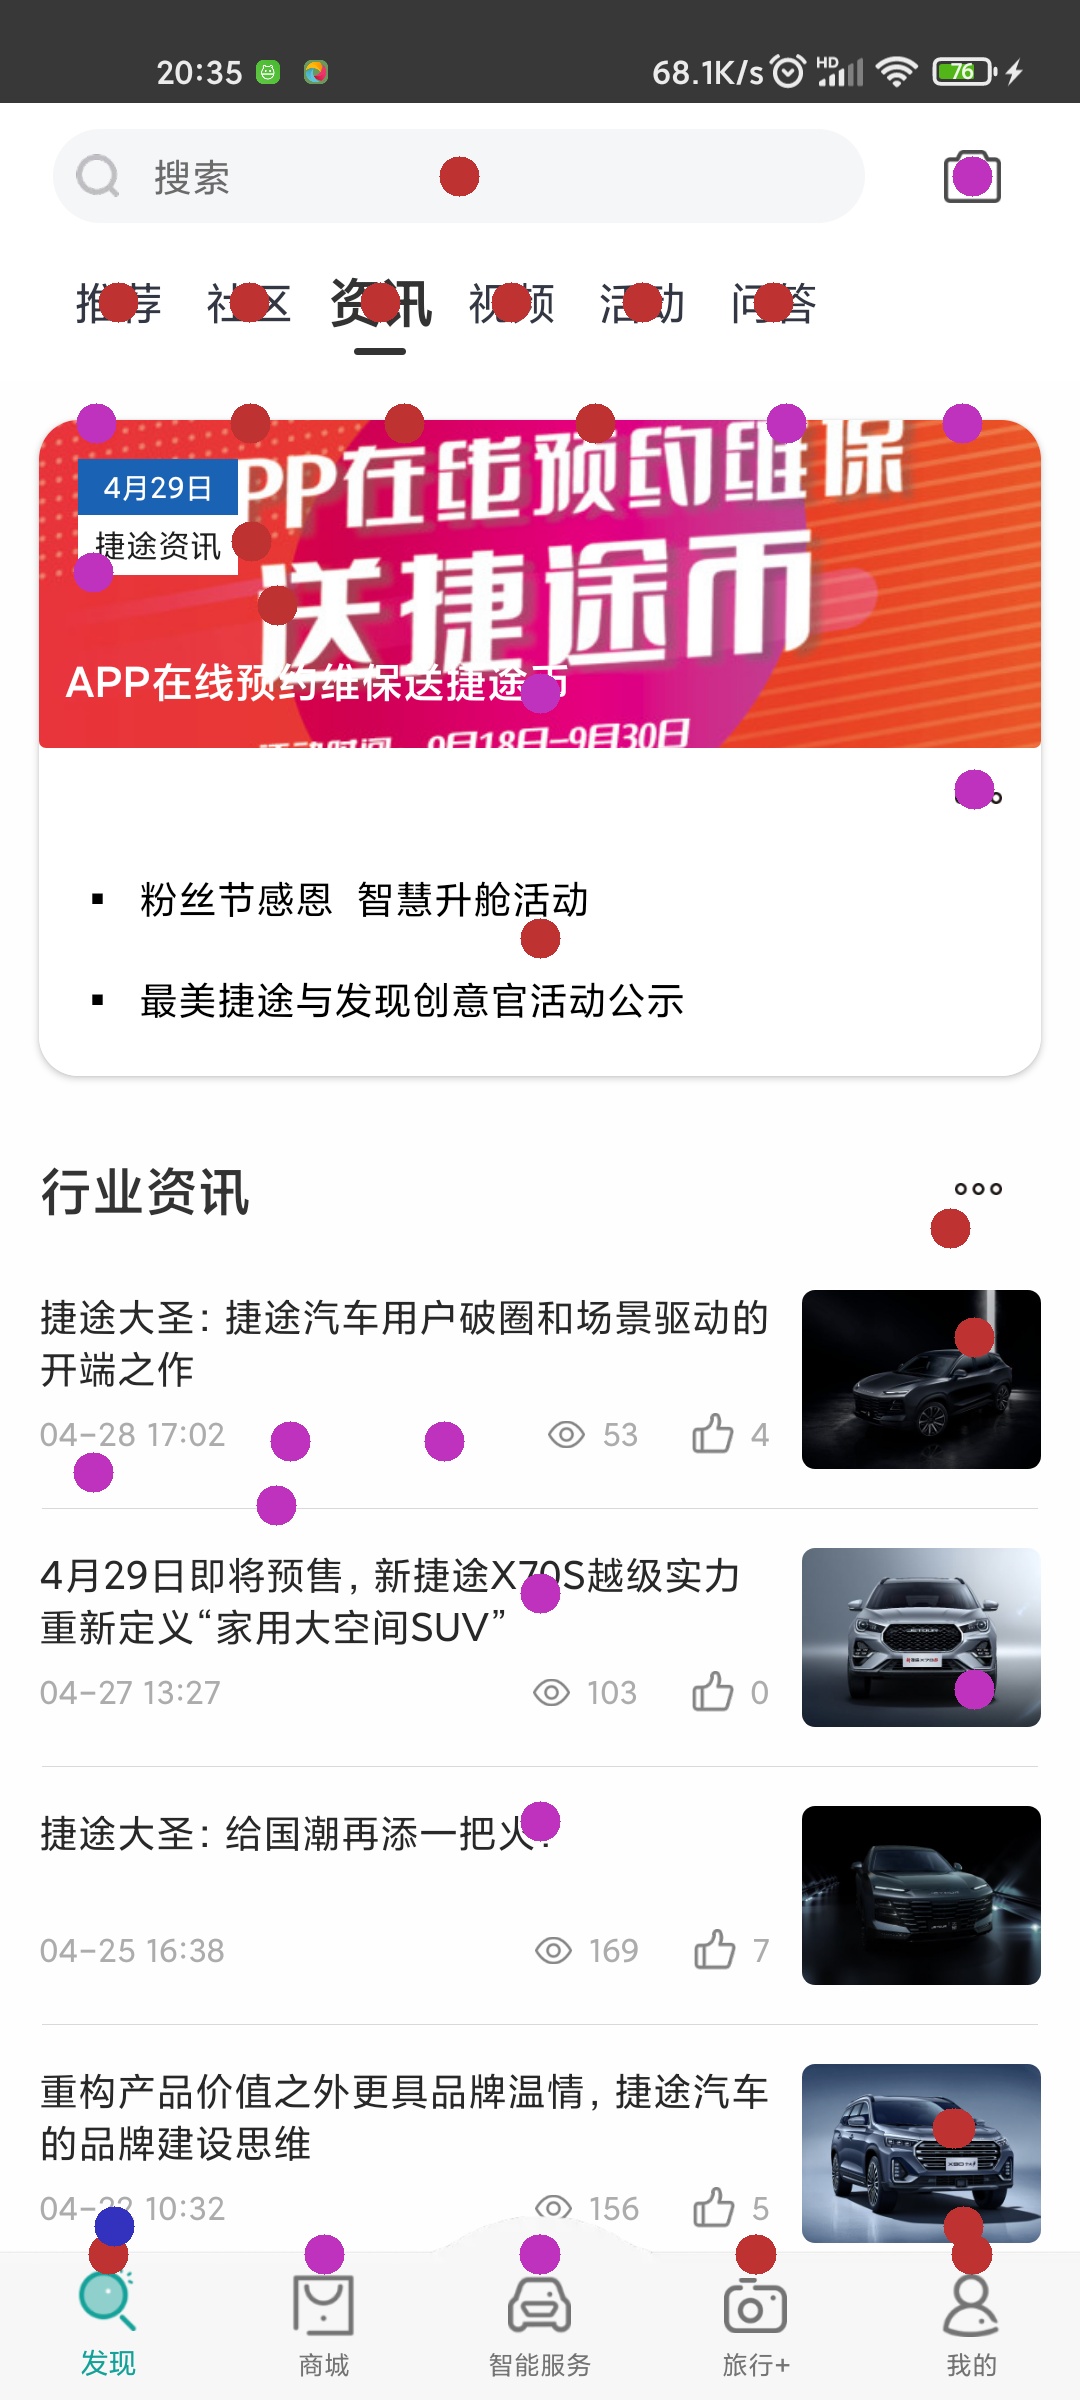 20:35 68.1K/s HD 76
搜索
推荐 社区 资讯 视频 活动 问答
APP在线预约维保
4月29日
捷途资讯
送捷途币
APP在线预约维保送捷途币
活动时间 9月18日-9月30日
▪ 粉丝节感恩 智慧升舱活动
▪ 最美捷途与发现创意官活动公示
行业资讯
捷途大圣：捷途汽车用户破圈和场景驱动的
开端之作
04-28 17:02 53 4
4月29日即将预售，新捷途X70S越级实力
重新定义“家用大空间SUV”
04-27 13:27 103 0
捷途大圣：给国潮再添一把火
04-25 16:38 169 7
重构产品价值之外更具品牌温情，捷途汽车
的品牌建设思维
04-22 10:32 156 5
发现 商城 智能服务 旅行+ 我的